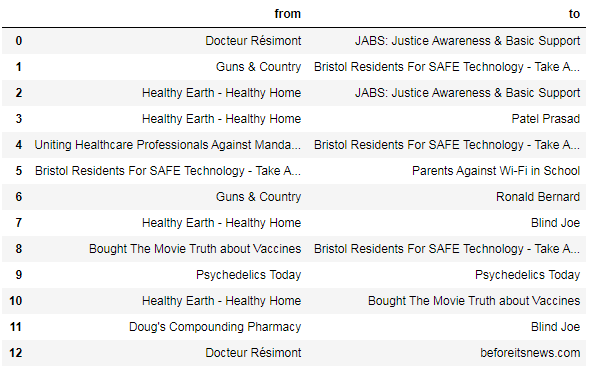 from to
0 Docteur Résimont JABS: Justice Awareness & Basic Support
1 Guns & Country Bristol Residents For SAFE Technology - Take A...
2 Healthy Earth - Healthy Home JABS: Justice Awareness & Basic Support
3 Healthy Earth - Healthy Home Patel Prasad
4 Uniting Healthcare Professionals Against Manda... Bristol Residents For SAFE Technology - Take A...
5 Bristol Residents For SAFE Technology - Take A... Parents Against Wi-Fi in School
6 Guns & Country Ronald Bernard
7 Healthy Earth - Healthy Home Blind Joe
8 Bought The Movie Truth about Vaccines Bristol Residents For SAFE Technology - Take A...
9 Psychedelics Today Psychedelics Today
10 Healthy Earth - Healthy Home Bought The Movie Truth about Vaccines
11 Doug's Compounding Pharmacy Blind Joe
12 Docteur Résimont beforeitsnews.com